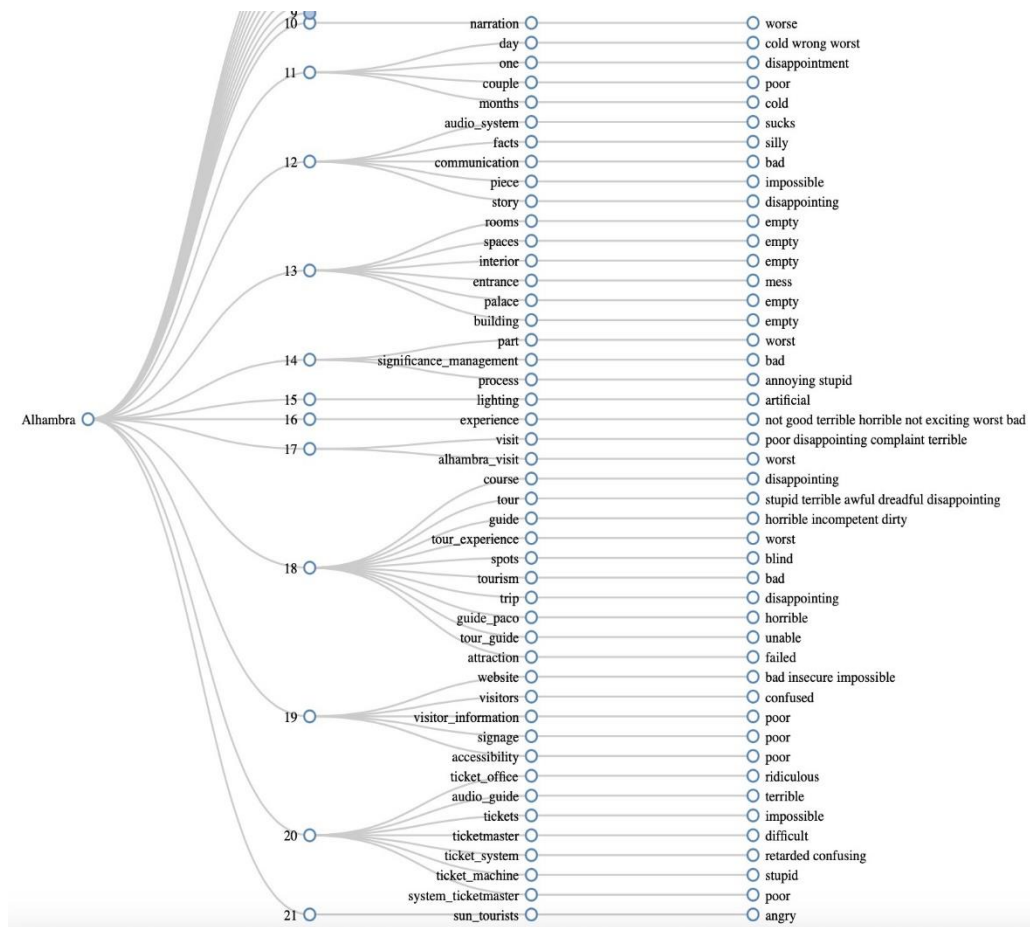 9
10 narration worse
day cold wrong worst
one disappointment
11
couple poor
months cold
audio_system sucks
facts silly
12 communication bad
piece impossible
story disappointing
rooms empty
spaces empty
interior empty
13
entrance mess
palace empty
building empty
part worst
14 significance_management bad
process annoying stupid
15 lighting artificial
Alhambra 16 experience not good terrible horrible not exciting worst bad
visit poor disappointing complaint terrible
17
alhambra_visit worst
course disappointing
tour stupid terrible awful dreadful disappointing
guide horrible incompetent dirty
tour_experience worst
spots blind
18
tourism bad
trip disappointing
guide_paco horrible
tour_guide unable
attraction failed
website bad insecure impossible
visitors confused
19 visitor_information poor
signage poor
accessibility poor
ticket_office ridiculous
audio_guide terrible
tickets impossible
20 ticketmaster difficult
ticket_system retarded confusing
ticket_machine stupid
system_ticketmaster poor
21 sun_tourists angry